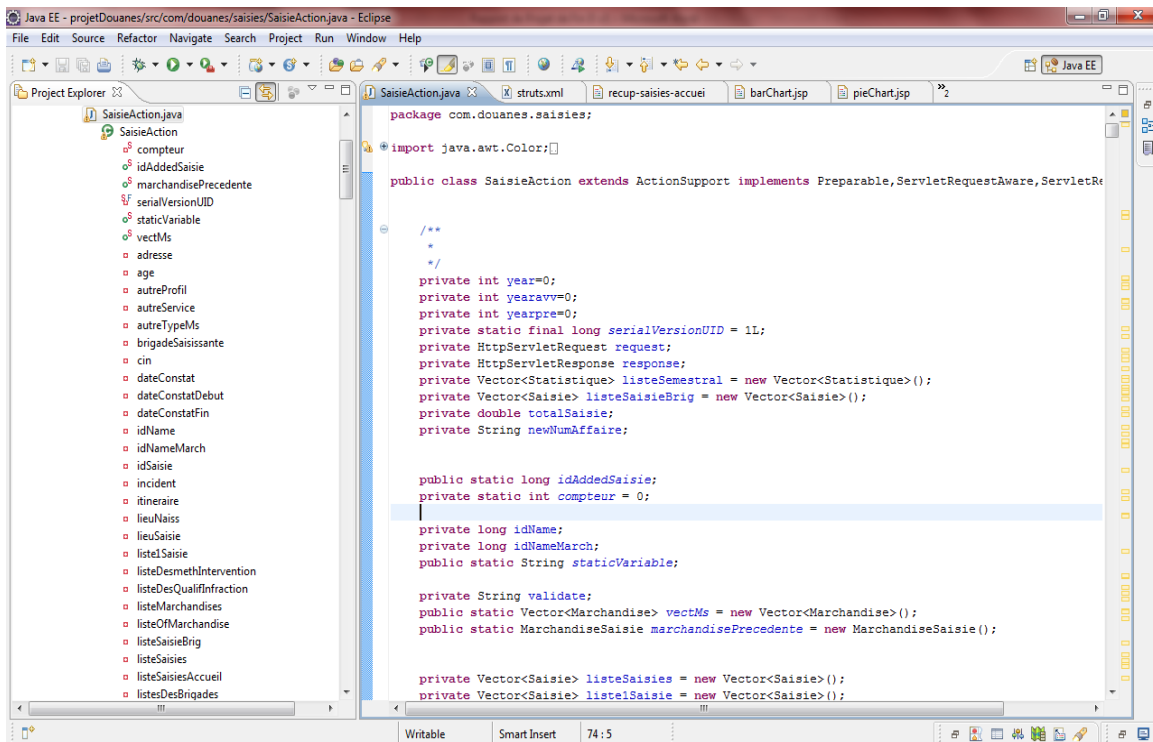 Java EE - projetDouanes/src/com/douanes/saisies/SaisieAction.java - Eclipse
File Edit Source Refactor Navigate Search Project Run Window Help
Java EE
Project Explorer
SaisieAction.java struts.xml recup-saisies-accuei barChart.jsp pieChart.jsp »2
SaisieAction.java
SaisieAction
compteur
idAddedSaisie
marchandisePrecedente
serialVersionUID
staticVariable
vectMs
adresse
age
autreProfil
autreService
autreTypeMs
brigadeSaisissante
cin
dateConstat
dateConstatDebut
dateConstatFin
idName
idNameMarch
idSaisie
incident
itineraire
lieuNaiss
lieuSaisie
liste1Saisie
listeDesmethIntervention
listeDesQualifInfraction
listeMarchandises
listeOfMarchandise
listeSaisieBrig
listeSaisies
listeSaisiesAccueil
listesDesBrigades
package com.douanes.saisies;
import java.awt.Color;
public class SaisieAction extends ActionSupport implements Preparable,ServletRequestAware,ServletRe
/**
*
*/
private int year=0;
private int yearavv=0;
private int yearpre=0;
private static final long serialVersionUID = 1L;
private HttpServletRequest request;
private HttpServletResponse response;
private Vector<Statistique> listeSemestral = new Vector<Statistique>();
private Vector<Saisie> listeSaisieBrig = new Vector<Saisie>();
private double totalSaisie;
private String newNumAffaire;
public static long idAddedSaisie;
private static int compteur = 0;
private long idName;
private long idNameMarch;
public static String staticVariable;
private String validate;
public static Vector<Marchandise> vectMs = new Vector<Marchandise>();
public static MarchandiseSaisie marchandisePrecedente = new MarchandiseSaisie();
private Vector<Saisie> listeSaisies = new Vector<Saisie>();
private Vector<Saisie> liste1Saisie = new Vector<Saisie>();
Writable Smart Insert 74 : 5